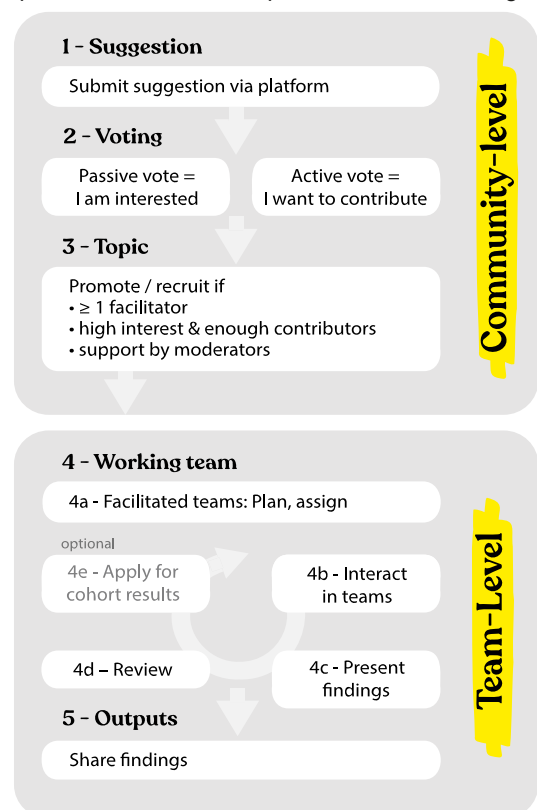 1 – Suggestion
Submit suggestion via platform
2 – Voting
Passive vote =
I am interested
Active vote =
I want to contribute
3 – Topic
Promote / recruit if
• ≥ 1 facilitator
• high interest & enough contributors
• support by moderators
Community-level
4 – Working team
4a - Facilitated teams: Plan, assign
optional
4e - Apply for
cohort results
4b - Interact
in teams
4d – Review
4c - Present
findings
5 – Outputs
Share findings
Team-Level